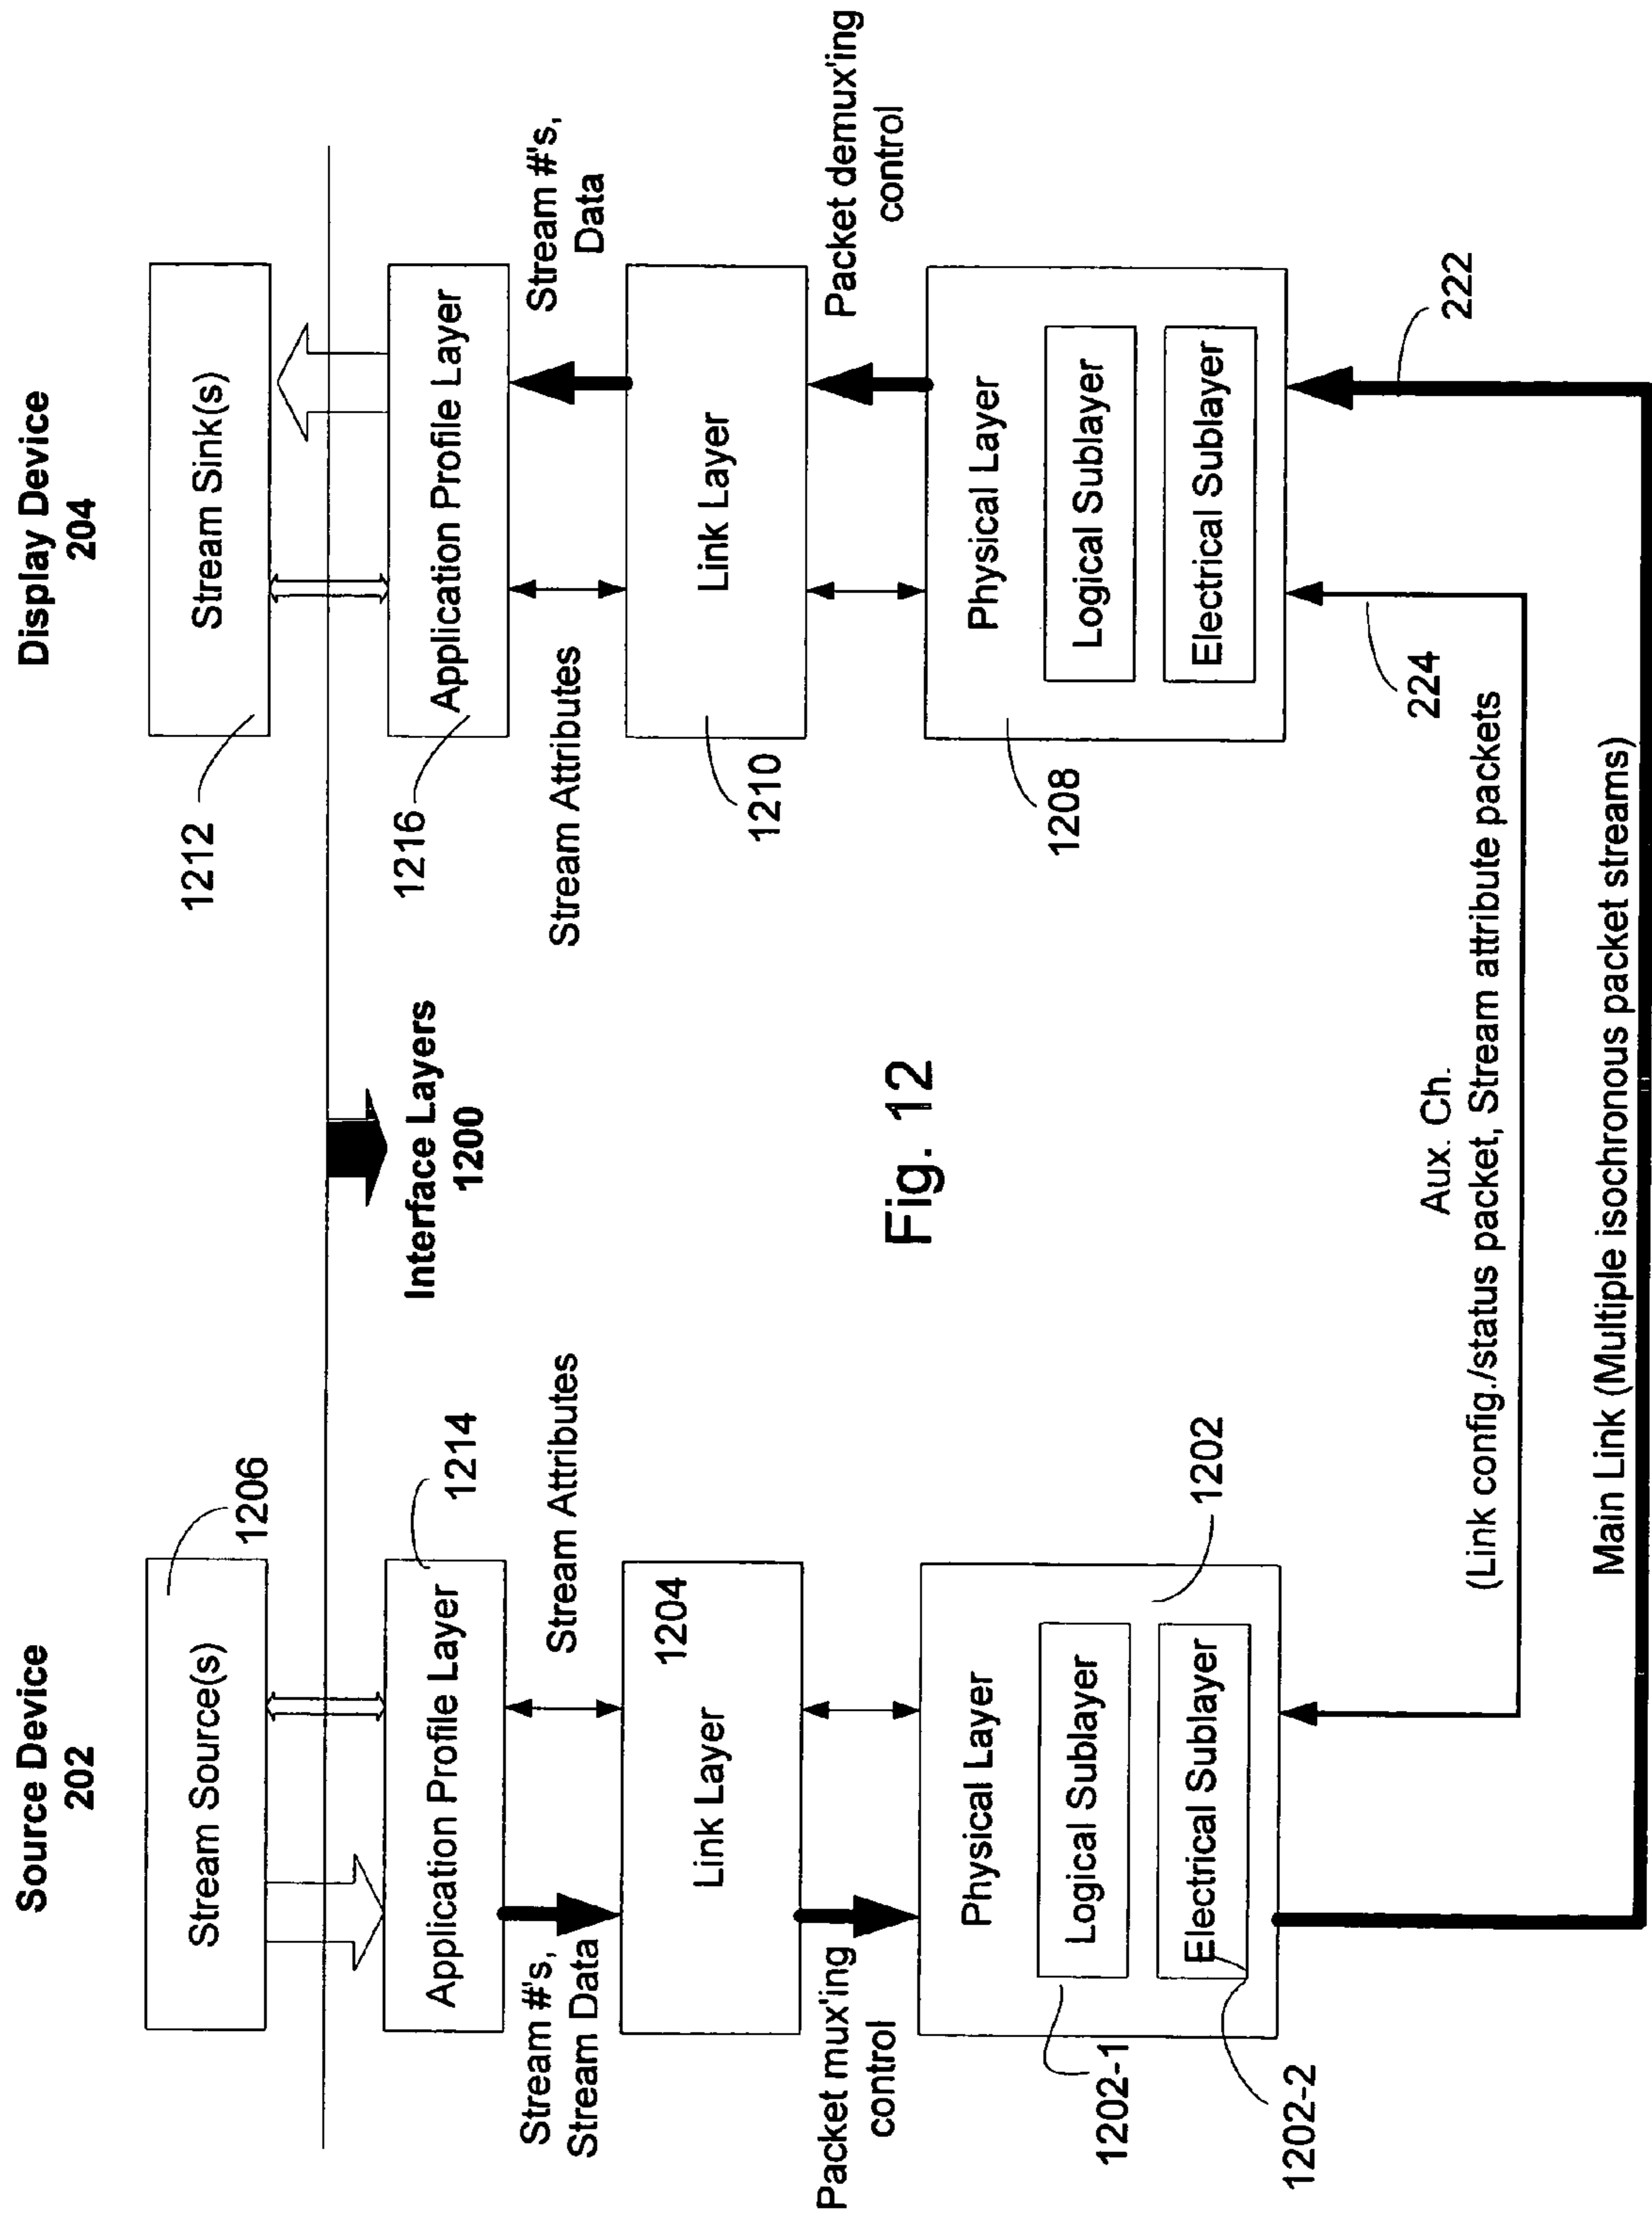 Source Device
202
Display Device
204
Stream Source(s)
1206
Stream Sink(s)
1212
Interface Layers
1200
Application Profile Layer
1214
Application Profile Layer
1216
Stream #'s,
Stream Data
Stream Attributes
Stream Attributes
Stream #'s,
Data
1204
Link Layer
Link Layer
1210
Packet mux'ing
control
Packet demux'ing
control
Fig. 12
Physical Layer
Logical Sublayer
Electrical Sublayer
1202
1202-1
1202-2
Physical Layer
Logical Sublayer
Electrical Sublayer
1208
Aux. Ch.
(Link config./status packet, Stream attribute packets
224
222
Main Link (Multiple isochronous packet streams)